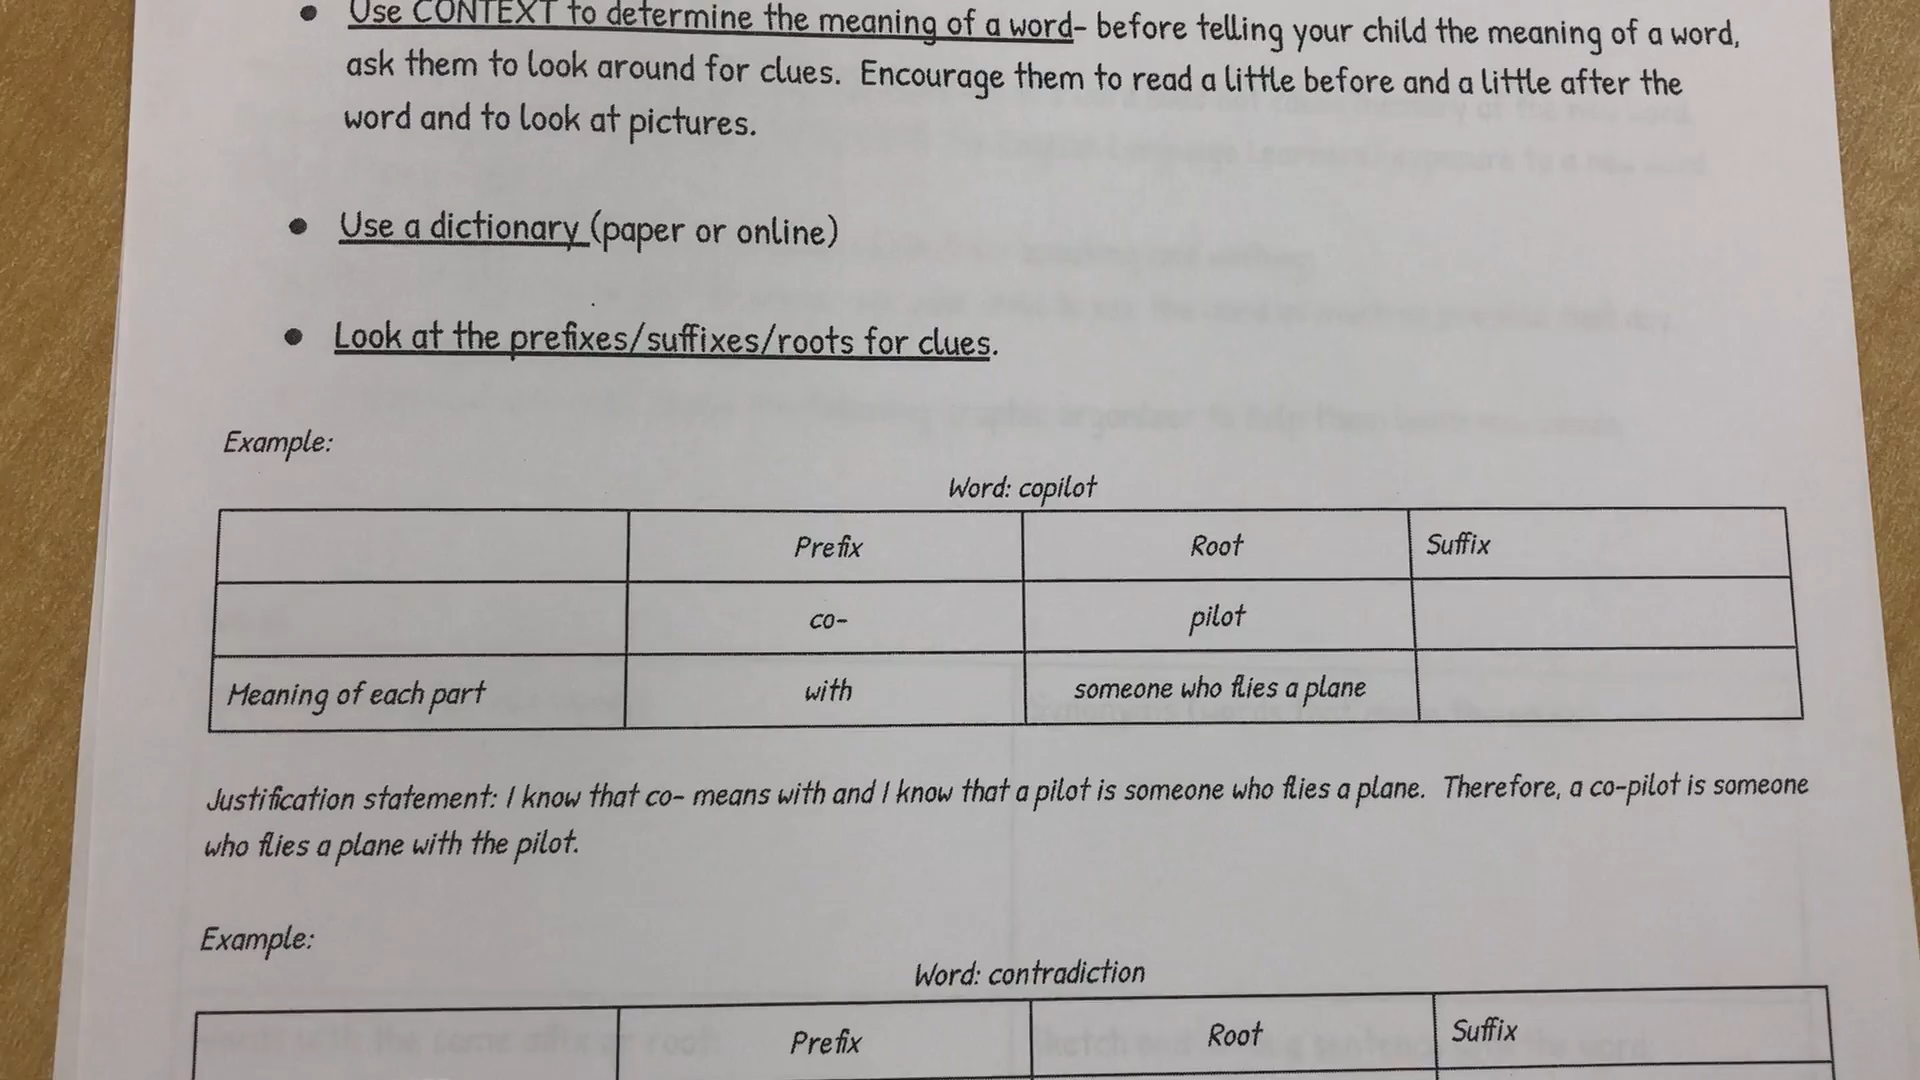 ● Use CONTEXT to determine the meaning of a word- before telling your child the meaning of a word,
ask them to look around for clues. Encourage them to read a little before and a little after the
word and to look at pictures.
● Use a dictionary (paper or online)
● Look at the prefixes/suffixes/roots for clues.
Example:
Word: copilot
Prefix Root Suffix
co- pilot
Meaning of each part with someone who flies a plane
Justification statement: I know that co- means with and I know that a pilot is someone who flies a plane. Therefore, a co-pilot is someone
who flies a plane with the pilot.
Example:
Word: contradiction
Prefix Root Suffix